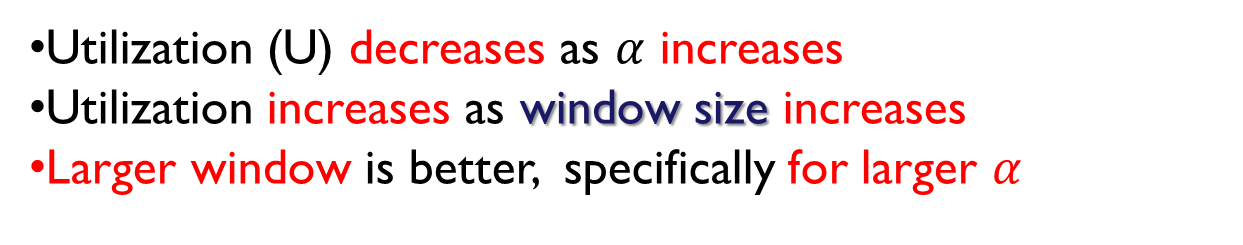 •Utilization (U) decreases as 𝛼 increases
•Utilization increases as window size increases
•Larger window is better,  specifically for larger 𝛼